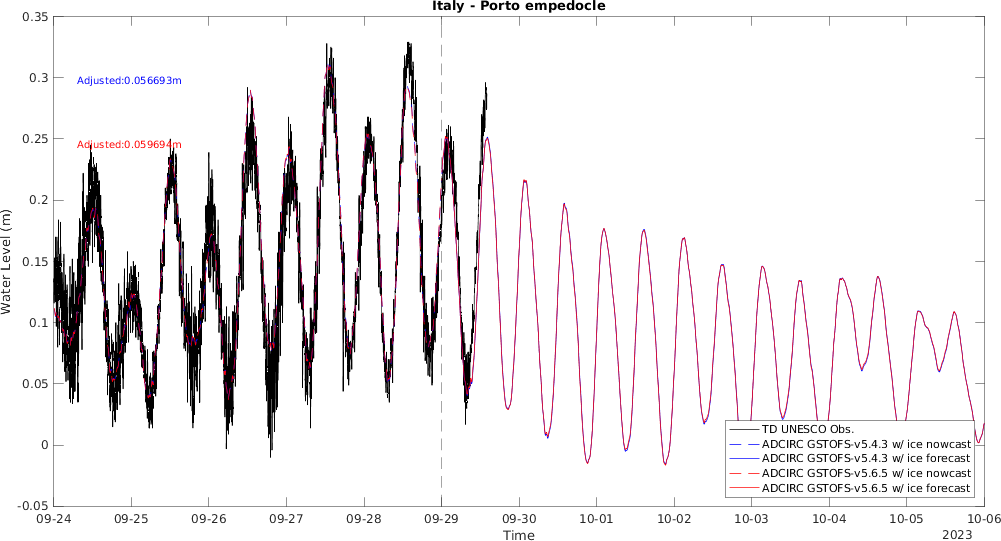 Italy - Porto empedocle
0.35
0.3
0.25
0.2
0.15
0.1
0.05
0
-0.05
Water Level (m)
Adjusted:0.056693m
Adjusted:0.059694m
TD UNESCO Obs.
ADCIRC GSTOFS-v5.4.3 w/ ice nowcast
ADCIRC GSTOFS-v5.4.3 w/ ice forecast
ADCIRC GSTOFS-v5.6.5 w/ ice nowcast
ADCIRC GSTOFS-v5.6.5 w/ ice forecast
09-24 09-25 09-26 09-27 09-28 09-29 09-30 10-01 10-02 10-03 10-04 10-05 10-06
Time
2023